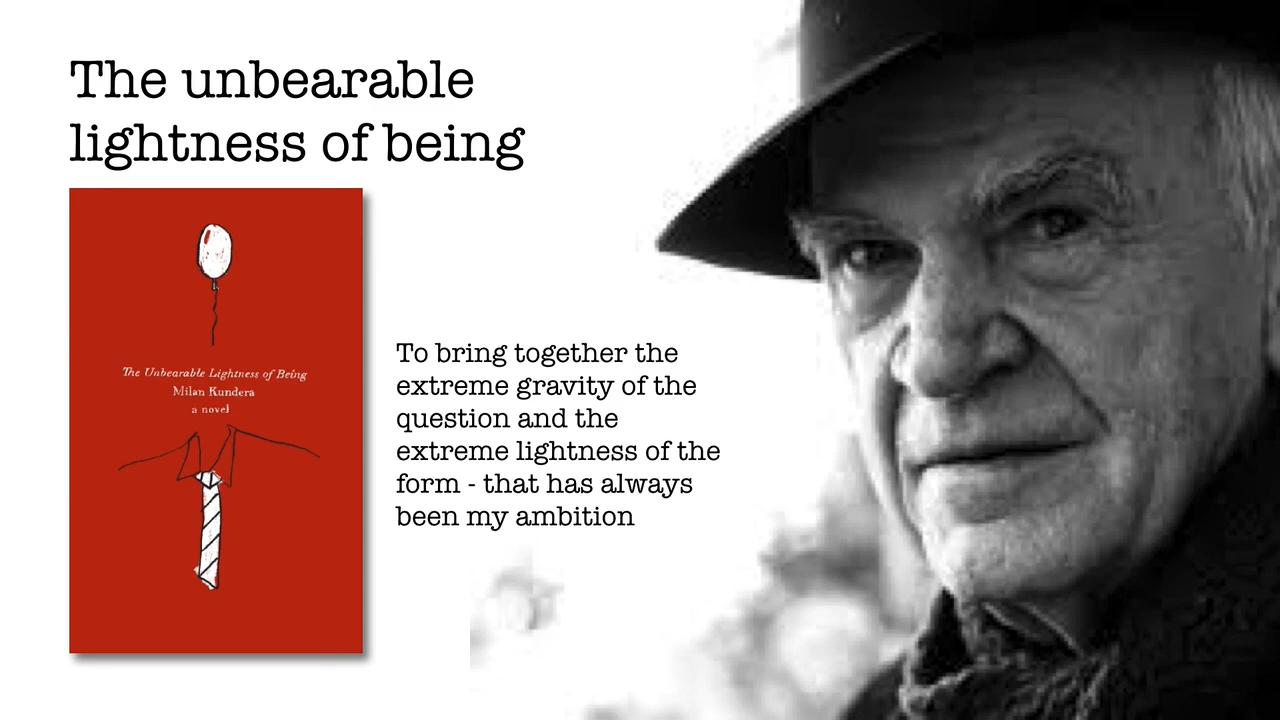 The unbearable
lightness of being
The Unbearable Lightness of Being
Milan Kundera
a novel
To bring together the
extreme gravity of the
question and the
extreme lightness of the
form - that has always
been my ambition